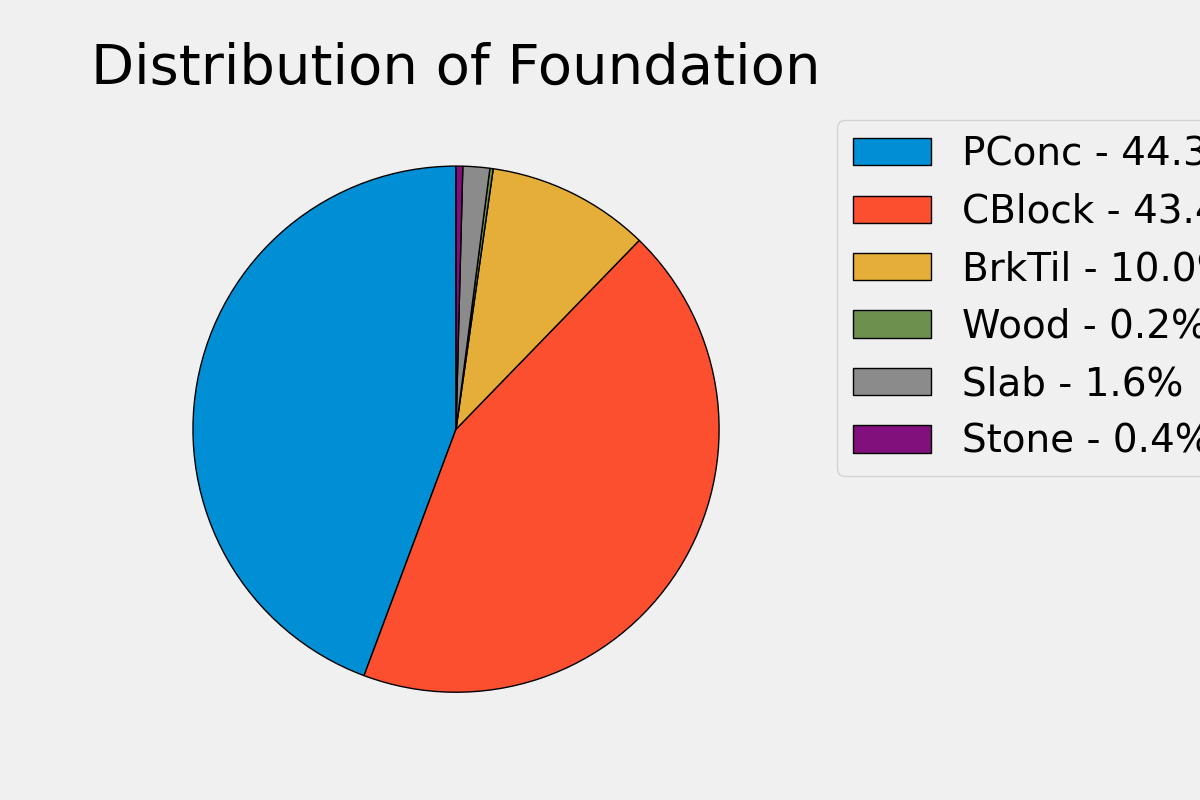 Distribution of Foundation
PConc - 44.3
CBlock - 43.4
BrkTil - 10.0%
Wood - 0.2%
Slab - 1.6%
Stone - 0.4%